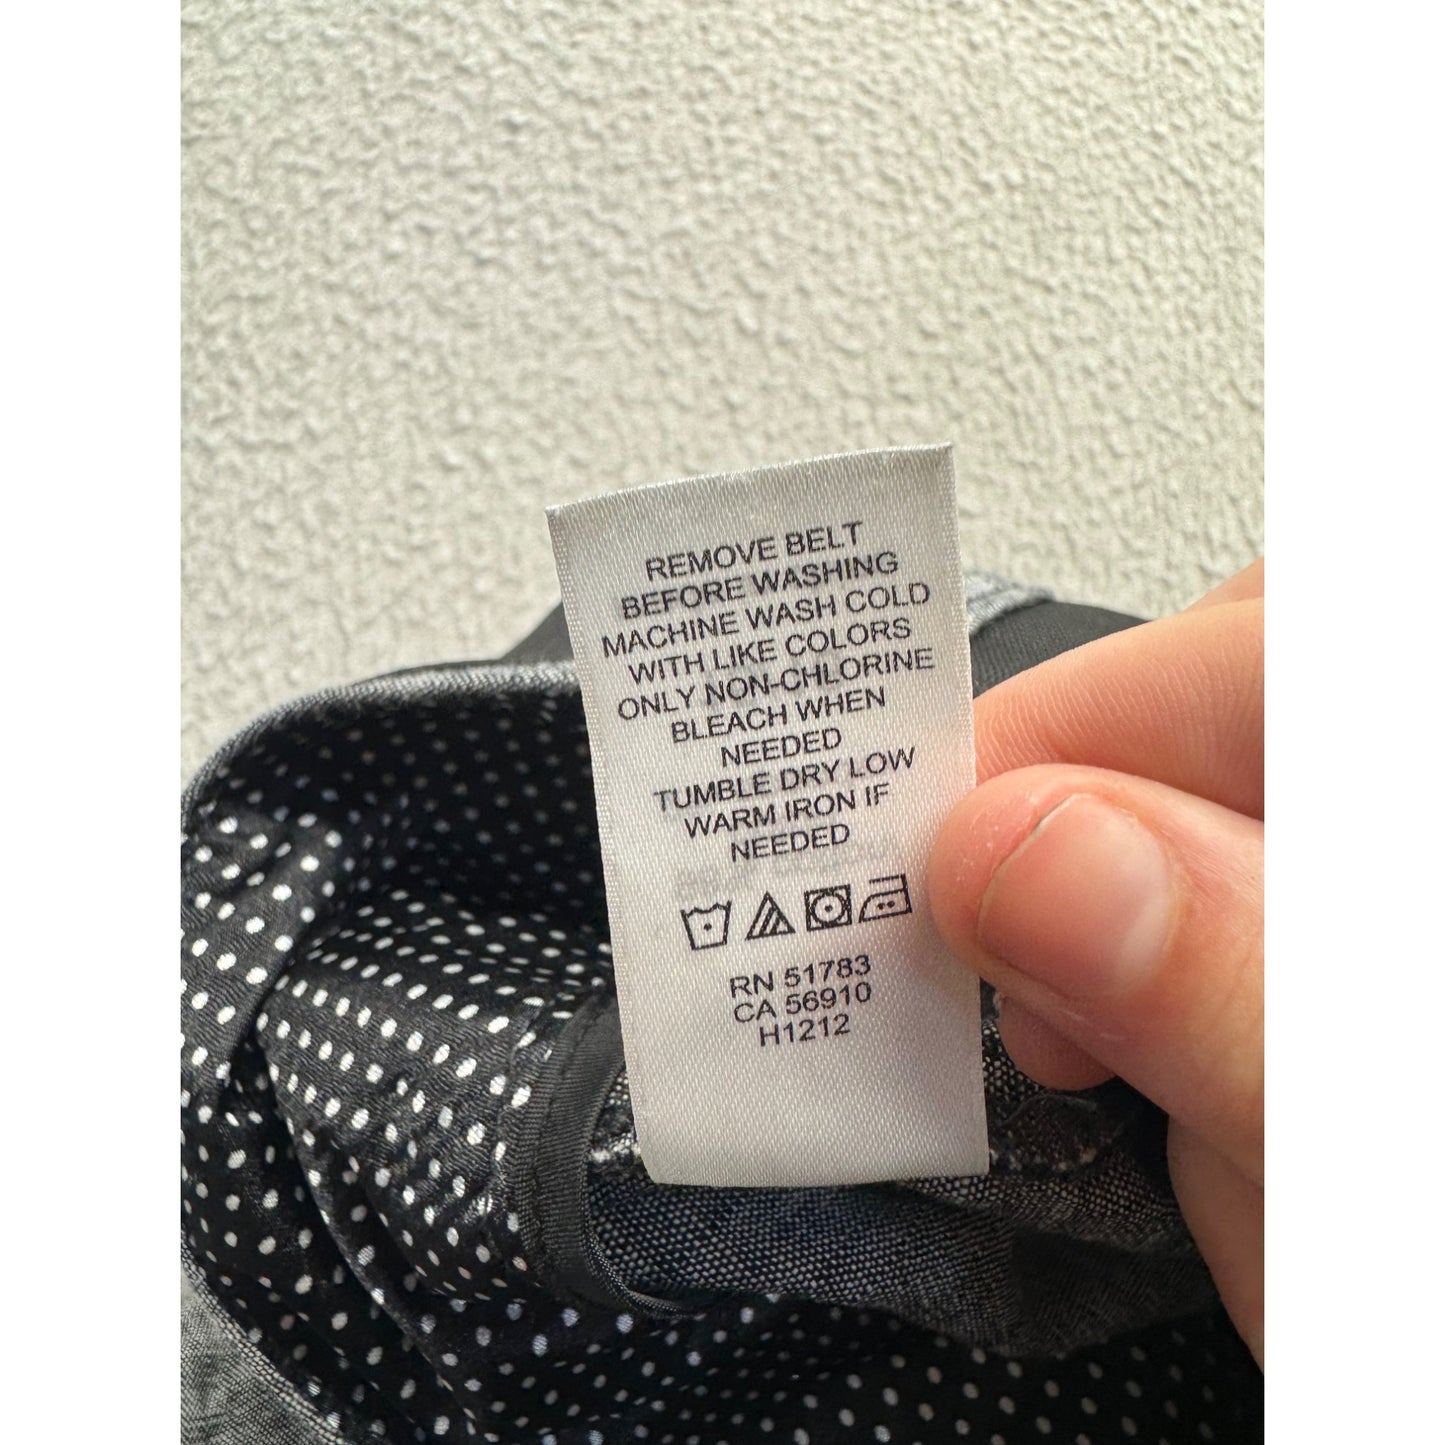 REMOVE BELT
BEFORE WASHING
MACHINE WASH COLD
WITH LIKE COLORS
ONLY NON-CHLORINE
BLEACH WHEN
NEEDED
TUMBLE DRY LOW
WARM IRON IF
NEEDED
RN 51783
CA 56910
H1212